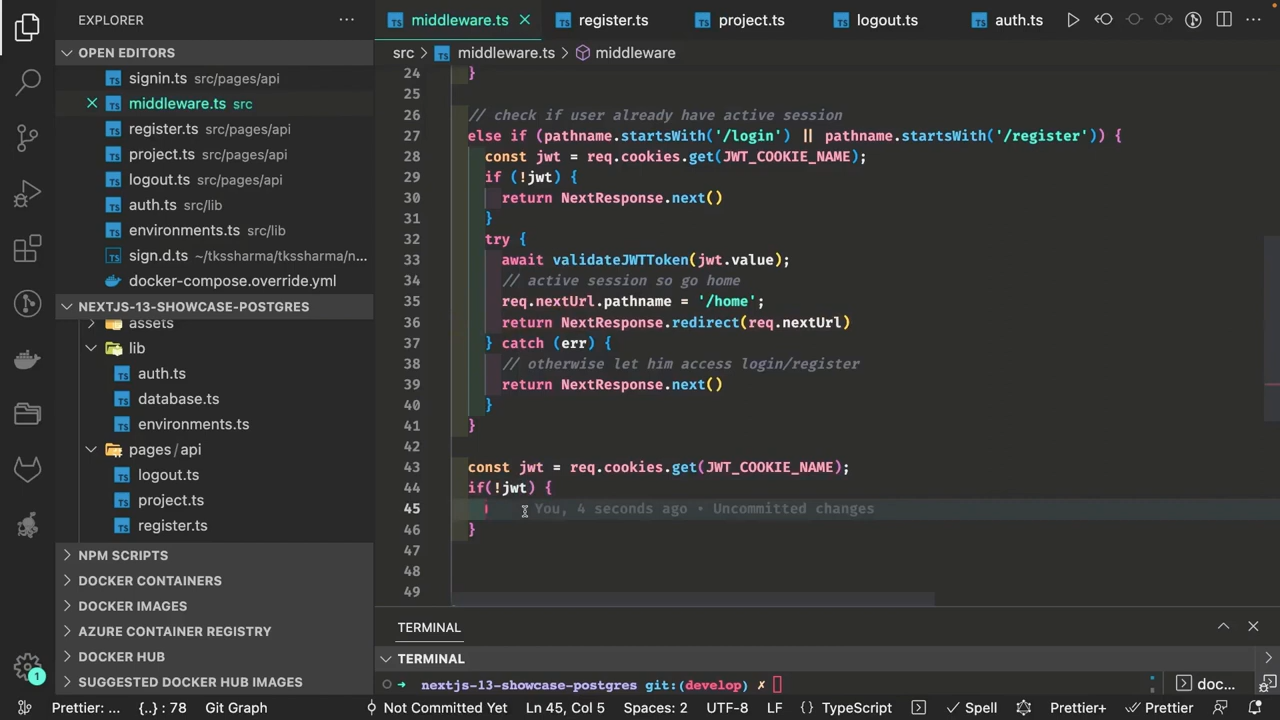 EXPLORER
OPEN EDITORS
signin.ts src/pages/api
middleware.ts src
register.ts src/pages/api
project.ts src/pages/api
logout.ts src/pages/api
auth.ts src/lib
environments.ts src/lib
sign.d.ts ~/tkssharma/tkssharma/n...
docker-compose.override.yml
NEXTJS-13-SHOWCASE-POSTGRES
assets
lib
auth.ts
database.ts
environments.ts
pages/api
logout.ts
project.ts
register.ts
NPM SCRIPTS
DOCKER CONTAINERS
DOCKER IMAGES
AZURE CONTAINER REGISTRY
DOCKER HUB
SUGGESTED DOCKER HUB IMAGES
middleware.ts register.ts project.ts logout.ts auth.ts
src middleware.ts middleware
24 }
25
26 // check if user already have active session
27 else if (pathname.startsWith('/login') || pathname.startsWith('/register')) {
28 const jwt = req.cookies.get(JWT_COOKIE_NAME);
29 if (!jwt) {
30 return NextResponse.next()
31 }
32 try {
33 await validateJWTToken(jwt.value);
34 // active session so go home
35 req.nextUrl.pathname = '/home';
36 return NextResponse.redirect(req.nextUrl)
37 } catch (err) {
38 // otherwise let him access login/register
39 return NextResponse.next()
40 }
41 }
42
43 const jwt = req.cookies.get(JWT_COOKIE_NAME);
44 if(!jwt) {
45 You, 4 seconds ago • Uncommitted changes
46 }
47
48
49
TERMINAL
TERMINAL
nextjs-13-showcase-postgres git:(develop) ✗
doc...
1
Prettier: ... {..} : 78 Git Graph Not Committed Yet Ln 45, Col 5 Spaces: 2 UTF-8 LF {} TypeScript Spell Prettier+ Prettier